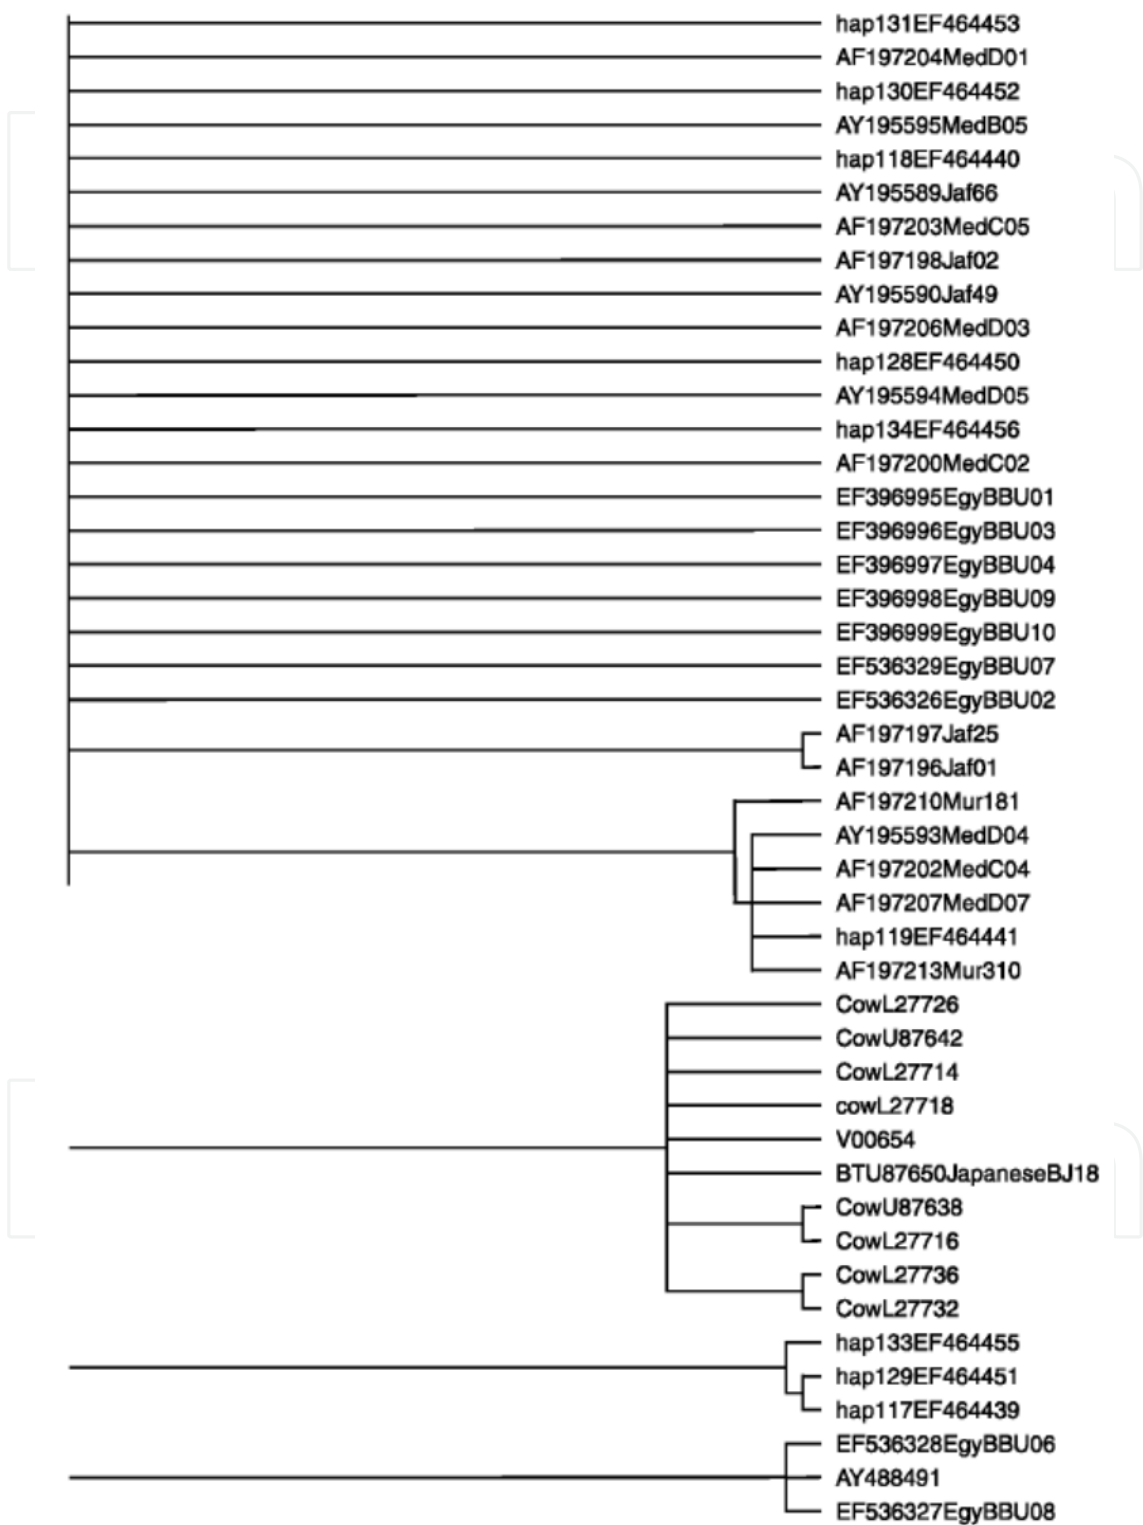 hap131EF464453
AF197204MedD01
hap130EF464452
AY195595MedB05
hap118EF464440
AY195589Jaf66
AF197203MedC05
AF197198Jaf02
AY195590Jaf49
AF197206MedD03
hap128EF464450
AY195594MedD05
hap134EF464456
AF197200MedC02
EF396995EgyBBU01
EF396996EgyBBU03
EF396997EgyBBU04
EF396998EgyBBU09
EF396999EgyBBU10
EF536329EgyBBU07
EF536326EgyBBU02
AF197197Jaf25
AF197196Jaf01
AF197210Mur181
AY195593MedD04
AF197202MedC04
AF197207MedD07
hap119EF464441
AF197213Mur310
CowL27726
CowU87642
CowL27714
cowL27718
V00654
BTU87650JapaneseBJ18
CowU87638
CowL27716
CowL27736
CowL27732
hap133EF464455
hap129EF464451
hap117EF464439
EF536328EgyBBU06
AY488491
EF536327EgyBBU08